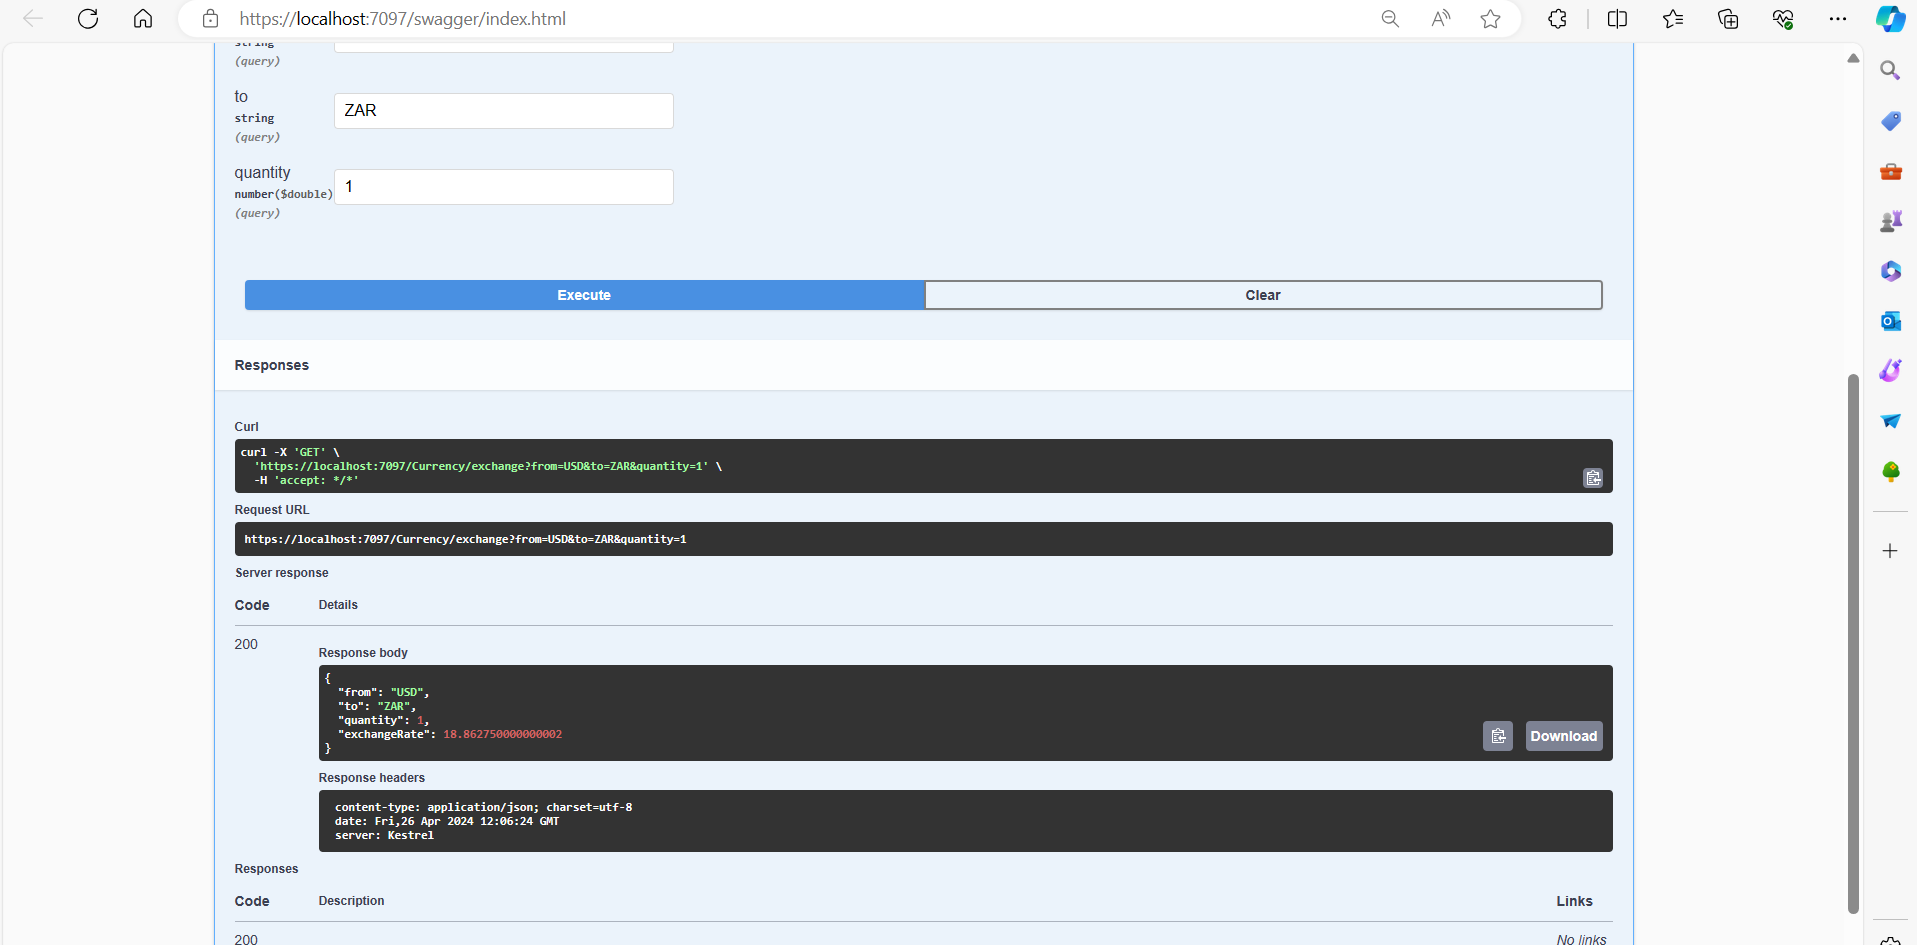 https://localhost:7097/swagger/index.html
string
(query)
to
string
(query)
ZAR
quantity
number($double)
(query)
1
Execute
Clear
Responses
Curl
curl -X 'GET' \
'https://localhost:7097/Currency/exchange?from=USD&to=ZAR&quantity=1' \
-H 'accept: */*'
Request URL
https://localhost:7097/Currency/exchange?from=USD&to=ZAR&quantity=1
Server response
Code Details
200
Response body
{
"from": "USD",
"to": "ZAR",
"quantity": 1,
"exchangeRate": 18.862750000000002
}
Download
Response headers
content-type: application/json; charset=utf-8
date: Fri,26 Apr 2024 12:06:24 GMT
server: Kestrel
Responses
Code Description Links
200 No links